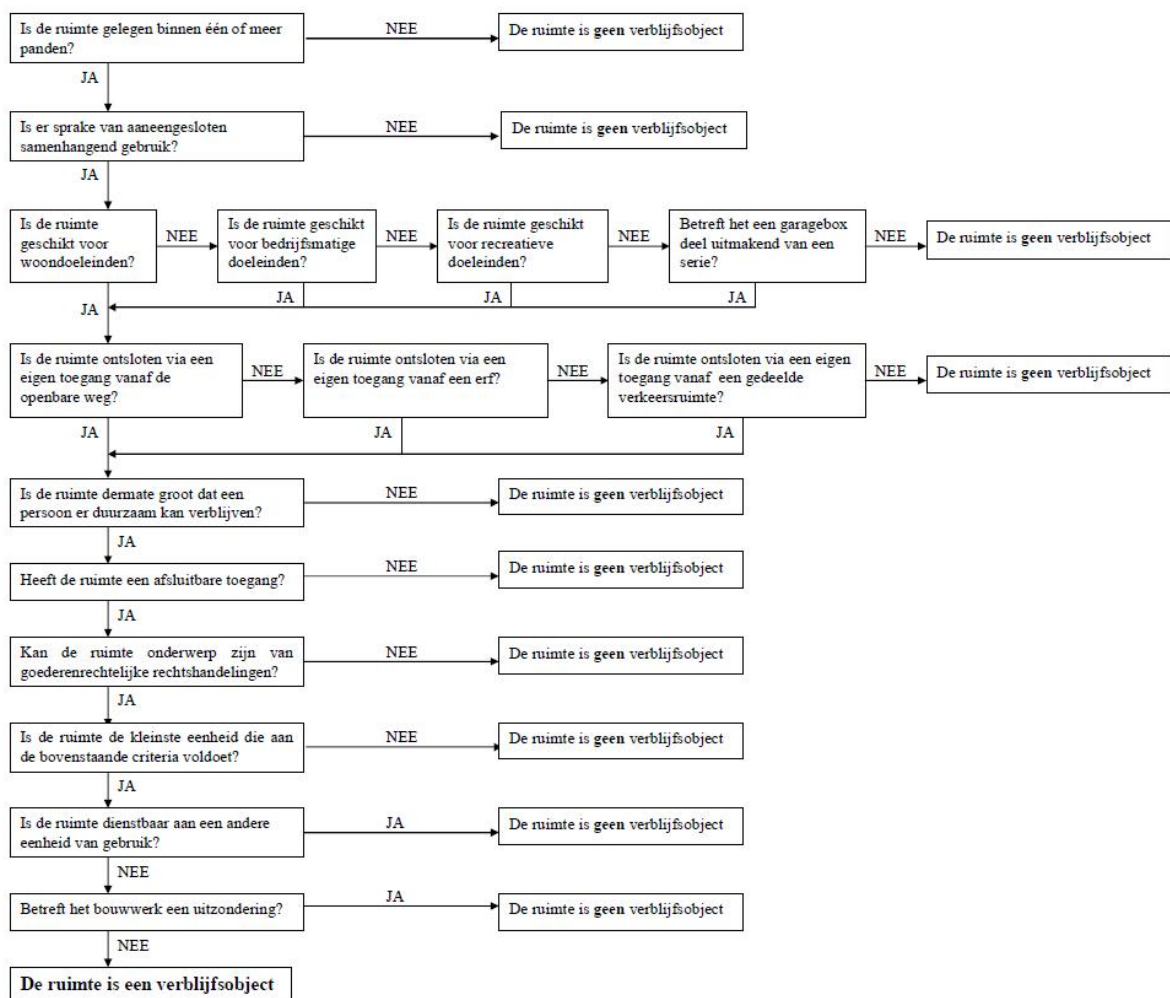 Is de ruimte gelegen binnen één of meer
panden?
NEE
De ruimte is geen verblijfsobject
JA
Is er sprake van aaneengesloten
samenhangend gebruik?
NEE
De ruimte is geen verblijfsobject
JA
Is de ruimte
geschikt voor
woondoeleinden?
NEE
Is de ruimte geschikt
voor bedrijfsmatige
doeleinden?
NEE
Is de ruimte geschikt
voor recreatieve
doeleinden?
NEE
Betreft het een garagebox
deel uitmakend van een
serie?
NEE
De ruimte is geen verblijfsobject
JA
JA
JA
JA
Is de ruimte ontsloten via een
eigen toegang vanaf de
openbare weg?
NEE
Is de ruimte ontsloten via een
eigen toegang vanaf een erf?
NEE
Is de ruimte ontsloten via een eigen
toegang vanaf een gedeelde
verkeersruimte?
NEE
De ruimte is geen verblijfsobject
JA
JA
JA
Is de ruimte dermate groot dat een
persoon er duurzaam kan verblijven?
NEE
De ruimte is geen verblijfsobject
JA
Heeft de ruimte een afsluitbare toegang?
NEE
De ruimte is geen verblijfsobject
JA
Kan de ruimte onderwerp zijn van
goederenrechtelijke rechtshandelingen?
NEE
De ruimte is geen verblijfsobject
JA
Is de ruimte de kleinste eenheid die aan
de bovenstaande criteria voldoet?
NEE
De ruimte is geen verblijfsobject
JA
Is de ruimte dienstbaar aan een andere
eenheid van gebruik?
JA
De ruimte is geen verblijfsobject
NEE
Betreft het bouwwerk een uitzondering?
JA
De ruimte is geen verblijfsobject
NEE
De ruimte is een verblijfsobject